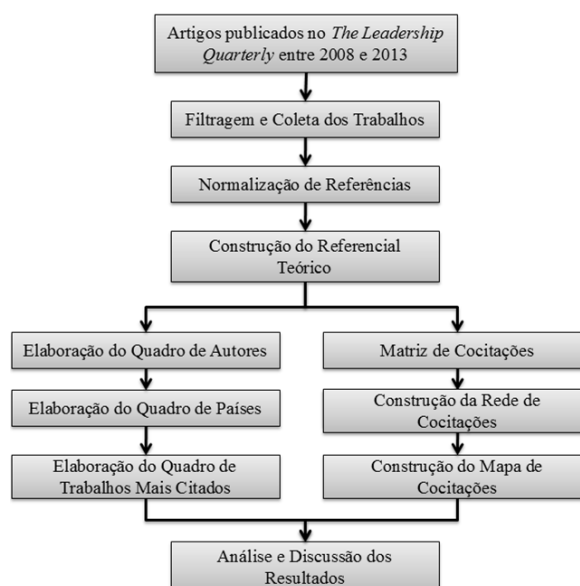 Artigos publicados no The Leadership
Quarterly entre 2008 e 2013
Filtragem e Coleta dos Trabalhos
Normalização de Referências
Construção do Referencial
Teórico
Elaboração do Quadro de Autores
Elaboração do Quadro de Países
Elaboração do Quadro de
Trabalhos Mais Citados
Matriz de Cocitações
Construção da Rede de
Cocitações
Construção do Mapa de
Cocitações
Análise e Discussão dos
Resultados